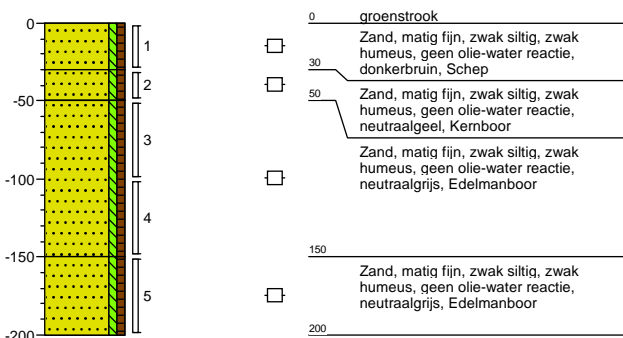 0
-50
-100
-150
-200
1
2
3
4
5
0 groenstrook
Zand, matig fijn, zwak siltig, zwak
humeus, geen olie-water reactie,
donkerbruin, Schep
30
Zand, matig fijn, zwak siltig, zwak
humeus, geen olie-water reactie,
neutraalgeel, Kernboor
50
Zand, matig fijn, zwak siltig, zwak
humeus, geen olie-water reactie,
neutraalgrijs, Edelmanboor
150
Zand, matig fijn, zwak siltig, zwak
humeus, geen olie-water reactie,
neutraalgrijs, Edelmanboor
200